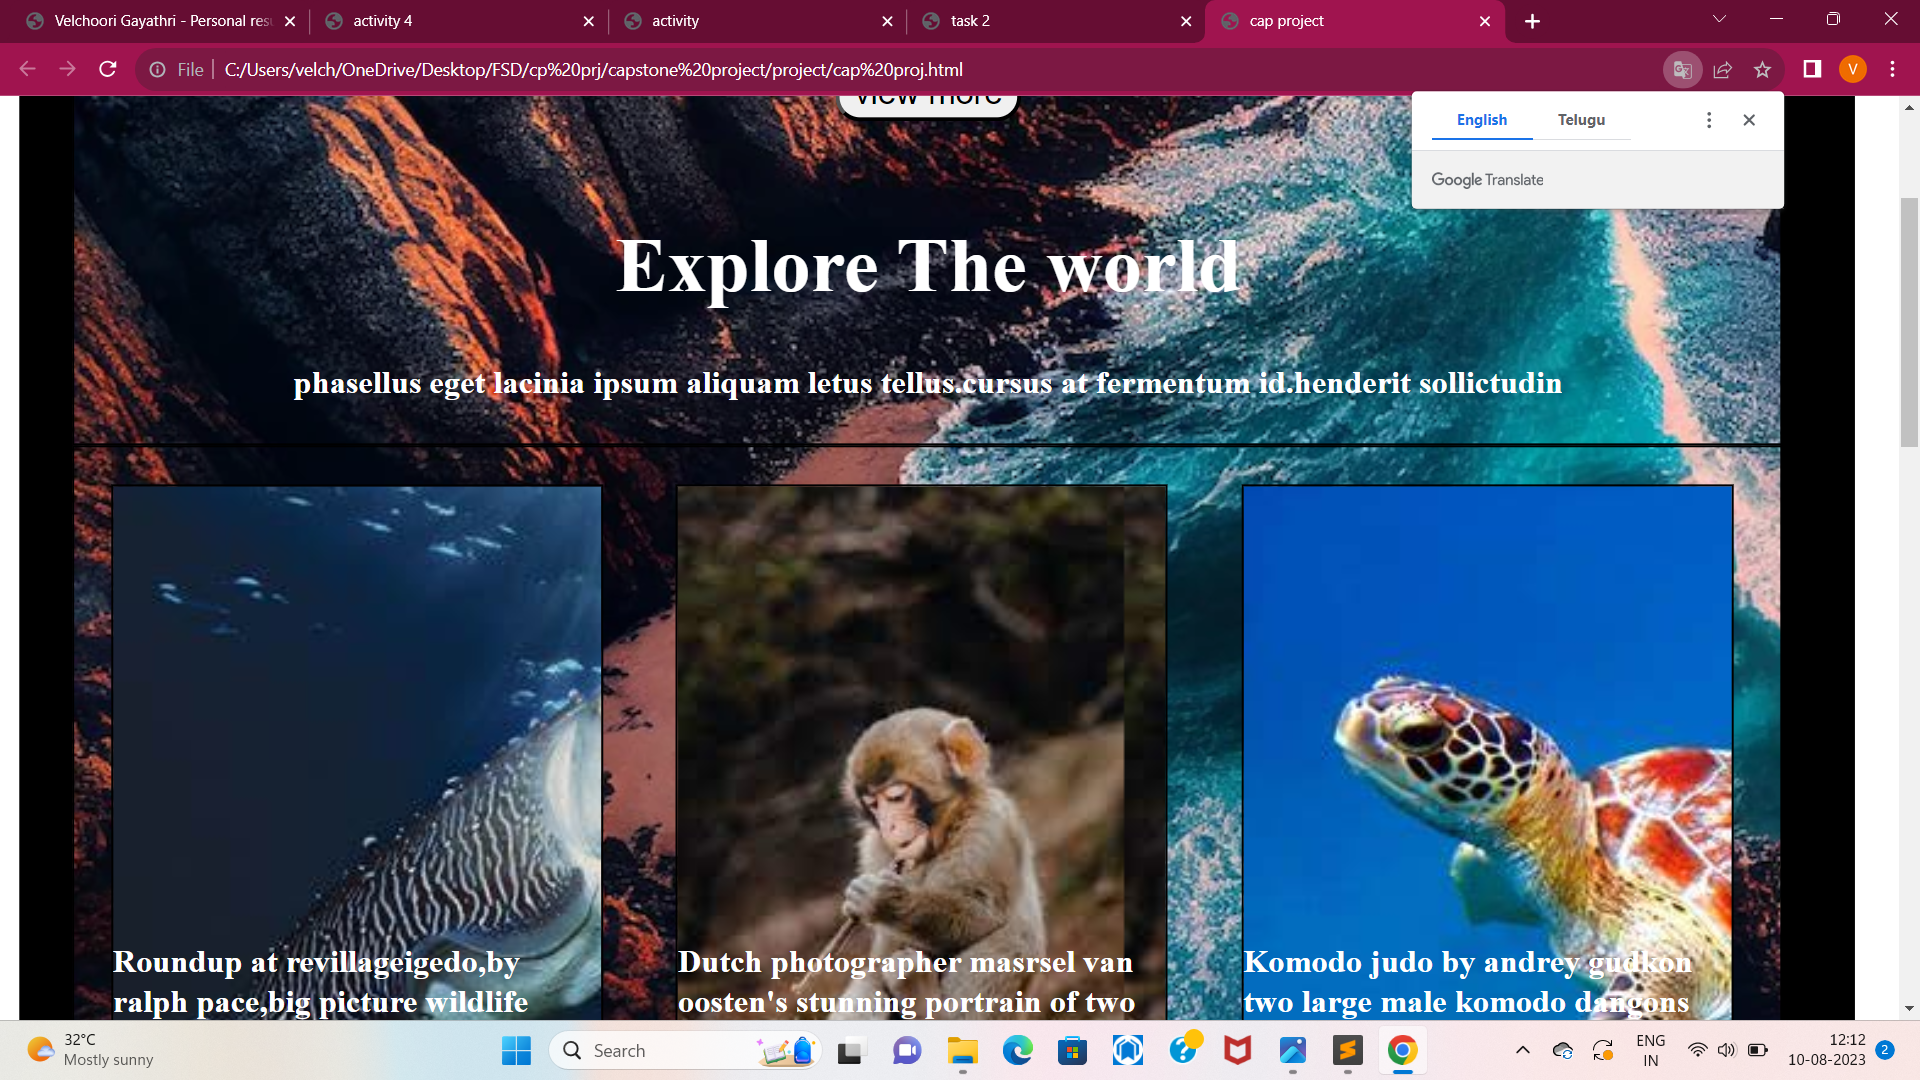 Velchoori Gayathri - Personal res
activity 4
activity
task 2
cap project
File
C:/Users/velch/OneDrive/Desktop/FSD/cp%20prj/capstone%20project/project/cap%20proj.html
V
view more
English
Telugu
Google Translate
Explore The world
phasellus eget lacinia ipsum aliquam letus tellus.cursus at fermentum id.henderit sollictudin
Roundup at revillageigedo,by
ralph pace,big picture wildlife
Dutch photographer masrsel van
oosten's stunning portrain of two
Komodo judo by andrey gudkon
two large male komodo dangons
32°C
Mostly sunny
Search
ENG
IN
12:12
10-08-2023
2